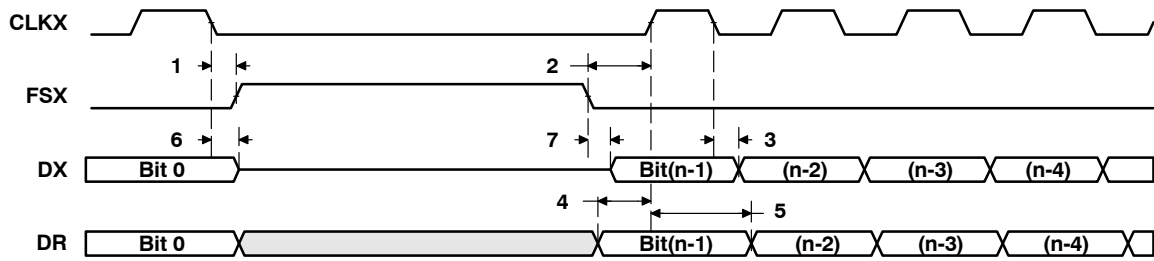 CLKX
1 2
FSX
6 7 3
DX Bit 0 Bit(n-1) (n-2) (n-3) (n-4)
4 5
DR Bit 0 Bit(n-1) (n-2) (n-3) (n-4)